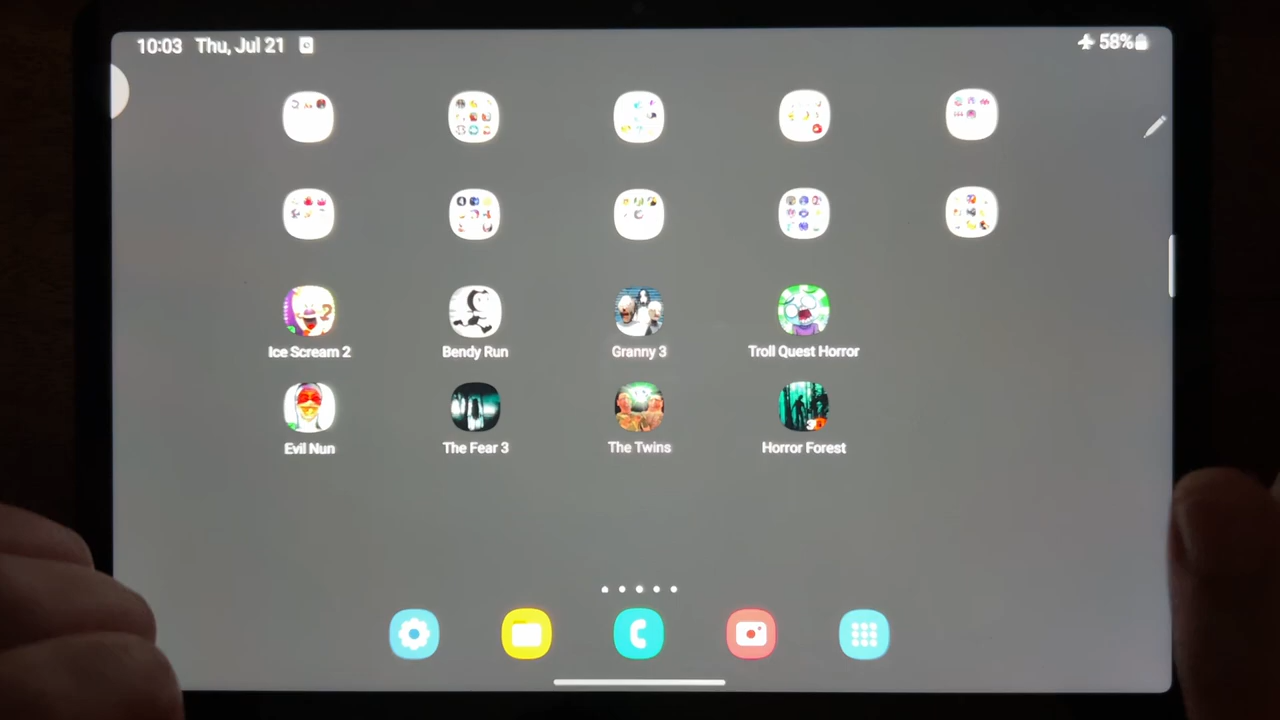 10:03 Thu, Jul 21 58%
Ice Scream 2 Bendy Run Granny 3 Troll Quest Horror
Evil Nun The Fear 3 The Twins Horror Forest